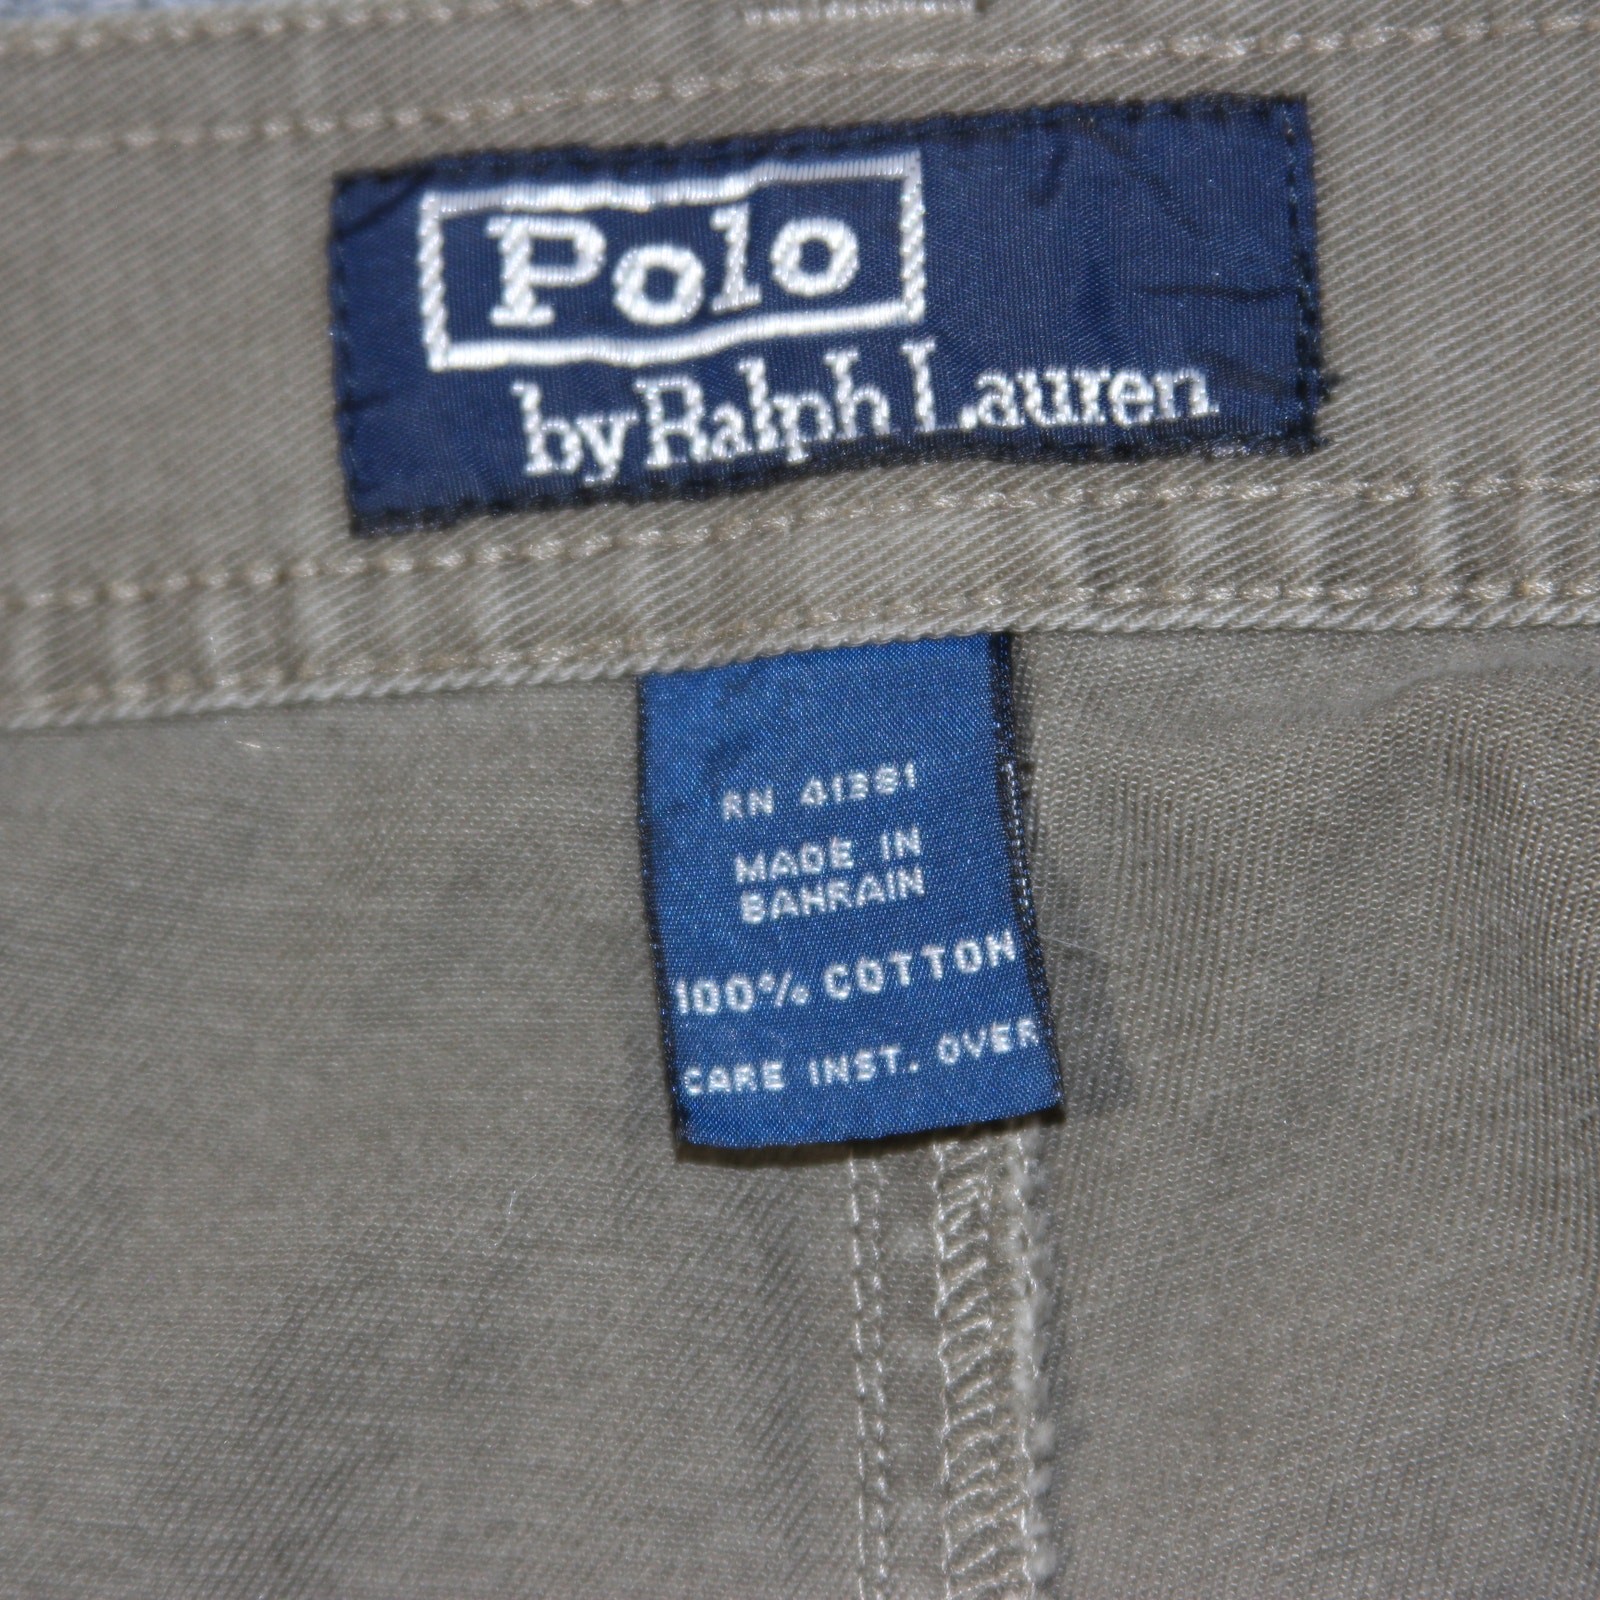 Polo
by Ralph Lauren
RN 41381
MADE IN
BAHRAIN
100% COTTON
CARE INST. OVER